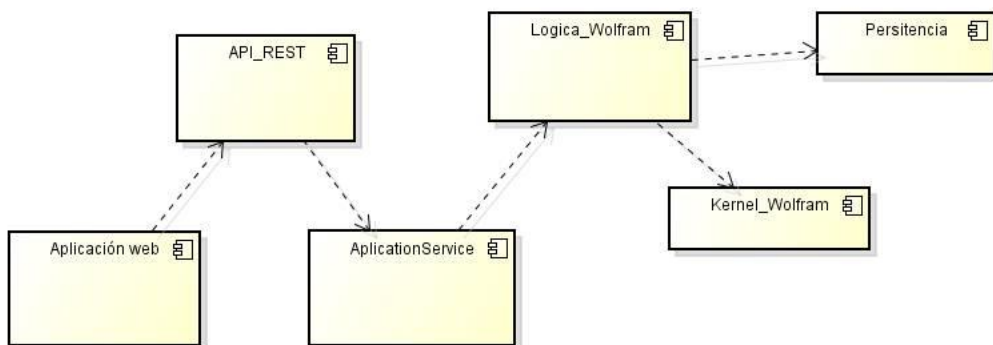 Logica_Wolfram
Persitencia
API_REST
Kernel_Wolfram
Aplicación web
AplicationService